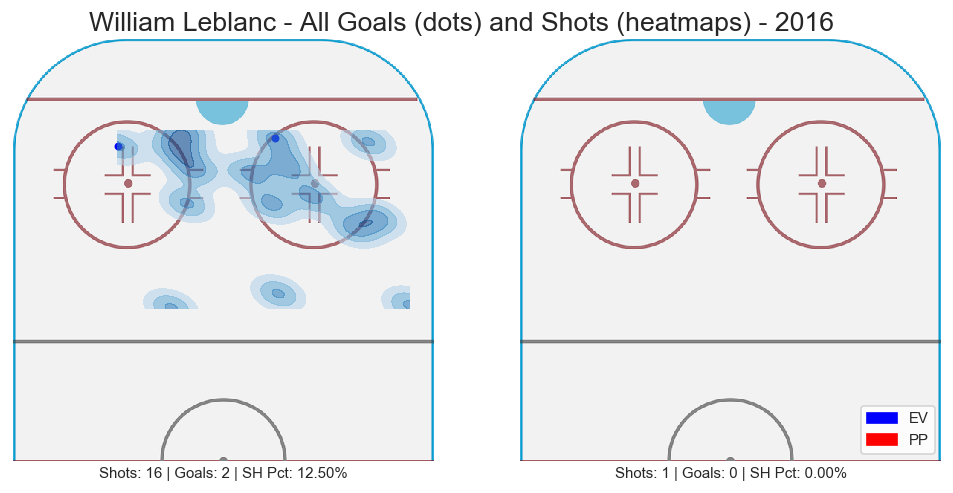 William Leblanc - All Goals (dots) and Shots (heatmaps) - 2016
EV
PP
Shots: 16 | Goals: 2 | SH Pct: 12.50%
Shots: 1 | Goals: 0 | SH Pct: 0.00%